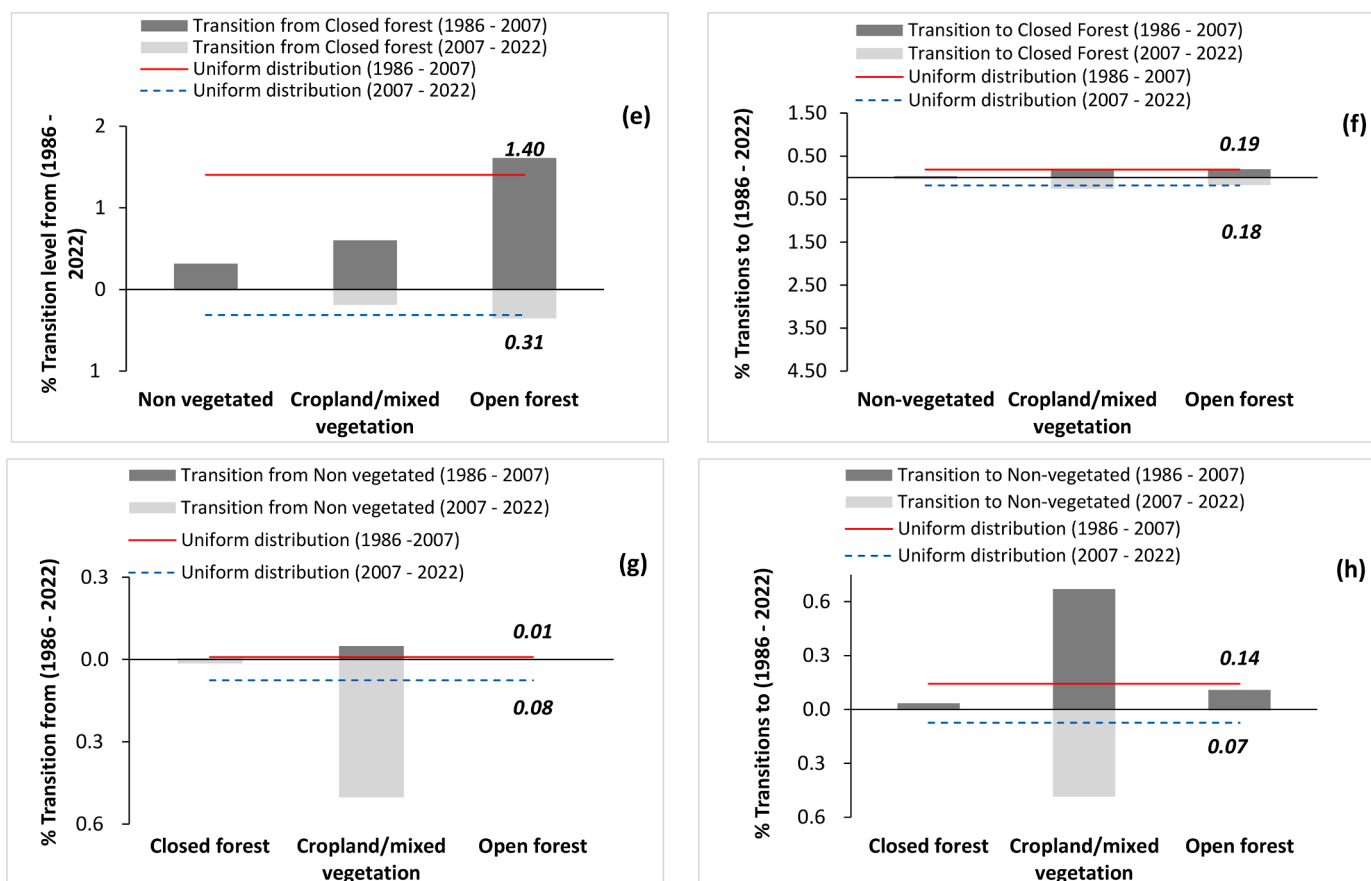 Transition from Closed forest (1986 - 2007)
Transition from Closed forest (2007 - 2022)
Uniform distribution (1986 - 2007)
Uniform distribution (2007 - 2022)
(e)
% Transition level from (1986 -
2022)
2
1
0
1
1.40
0.31
Non vegetated
Cropland/mixed
vegetation
Open forest
Transition to Closed Forest (1986 - 2007)
Transition to Closed Forest (2007 - 2022)
Uniform distribution (1986 - 2007)
Uniform distribution (2007 - 2022)
(f)
% Transitions to (1986 - 2022)
1.50
0.50
0.50
1.50
2.50
3.50
4.50
0.19
0.18
Non-vegetated
Cropland/mixed
vegetation
Open forest
Transition from Non vegetated (1986 - 2007)
Transition from Non vegetated (2007 - 2022)
Uniform distribution (1986 -2007)
Uniform distribution (2007 - 2022)
(g)
% Transition from (1986 - 2022)
0.3
0.0
0.3
0.6
0.01
0.08
Closed forest
Cropland/mixed
vegetation
Open forest
Transition to Non-vegetated (1986 - 2007)
Transition to Non-vegetated (2007 - 2022)
Uniform distribution (1986 - 2007)
Uniform distribution (2007 - 2022)
(h)
% Transitions to (1986 - 2022)
0.6
0.3
0.0
0.3
0.6
0.14
0.07
Closed forest
Cropland/mixed
vegetation
Open forest